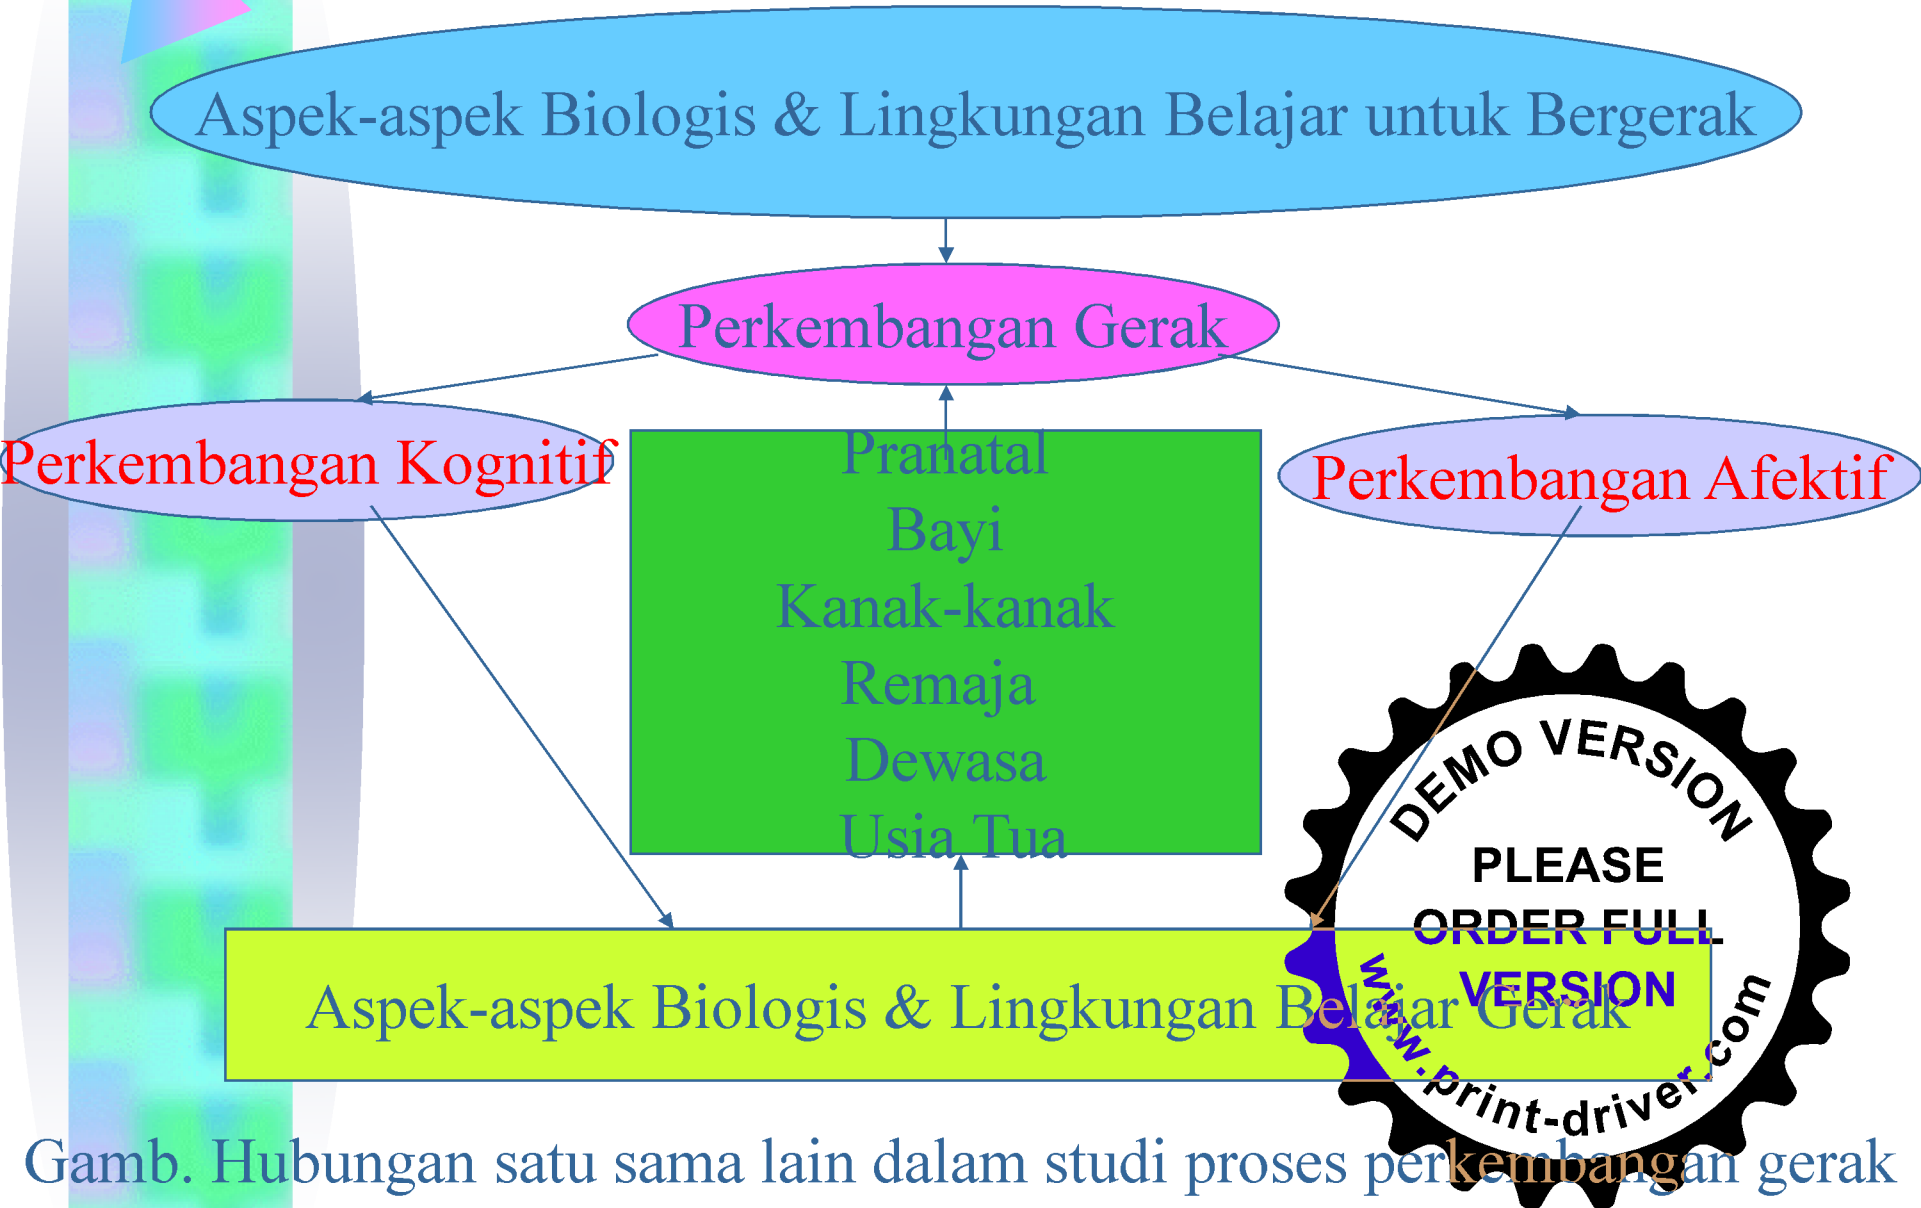 Aspek-aspek Biologis & Lingkungan Belajar untuk Bergerak
Perkembangan Gerak
Perkembangan Kognitif
Perkembangan Afektif
Pranatal
Bayi
Kanak-kanak
Remaja
Dewasa
Usia Tua
Aspek-aspek Biologis & Lingkungan Belajar Gerak
DEMO VERSION
PLEASE
ORDER FULL
VERSION
www.print-driver.com
Gamb. Hubungan satu sama lain dalam studi proses perkembangan gerak